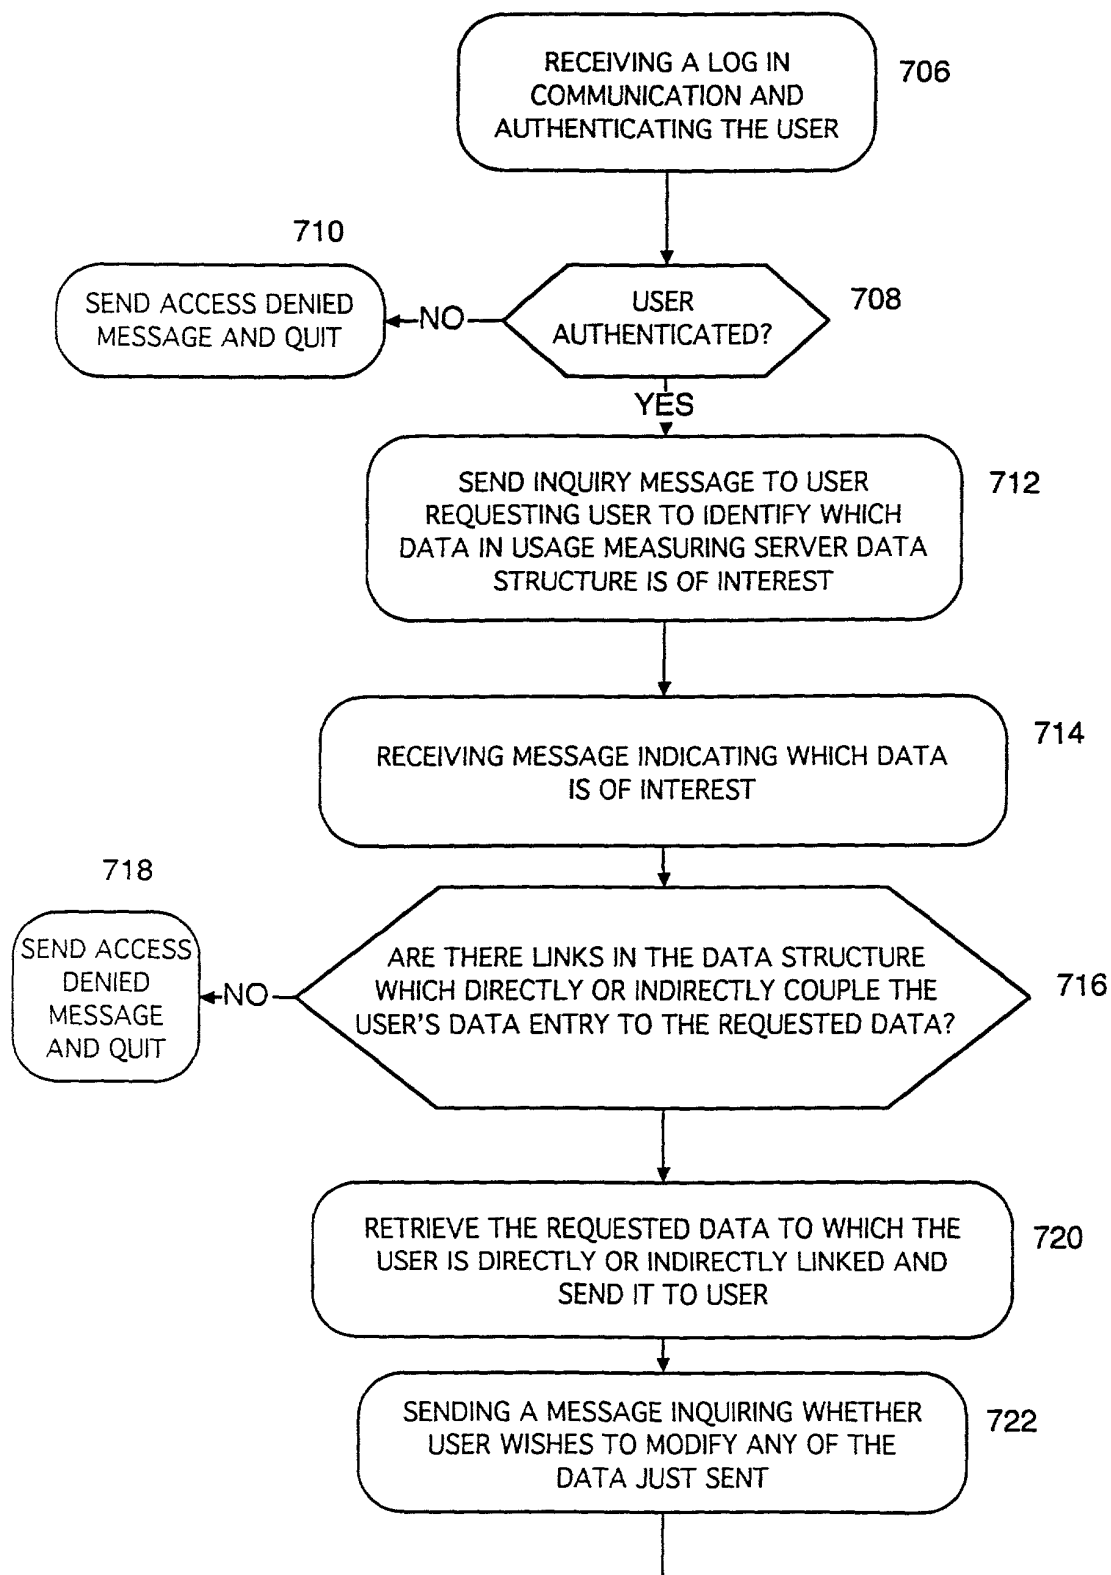 RECEIVING A LOG IN
COMMUNICATION AND
AUTHENTICATING THE USER
706
710
SEND ACCESS DENIED
MESSAGE AND QUIT
NO
USER
AUTHENTICATED?
708
YES
SEND INQUIRY MESSAGE TO USER
REQUESTING USER TO IDENTIFY WHICH
DATA IN USAGE MEASURING SERVER DATA
STRUCTURE IS OF INTEREST
712
RECEIVING MESSAGE INDICATING WHICH DATA
IS OF INTEREST
714
718
SEND ACCESS
DENIED
MESSAGE
AND QUIT
NO
ARE THERE LINKS IN THE DATA STRUCTURE
WHICH DIRECTLY OR INDIRECTLY COUPLE THE
USER'S DATA ENTRY TO THE REQUESTED DATA?
716
RETRIEVE THE REQUESTED DATA TO WHICH THE
USER IS DIRECTLY OR INDIRECTLY LINKED AND
SEND IT TO USER
720
SENDING A MESSAGE INQUIRING WHETHER
USER WISHES TO MODIFY ANY OF THE
DATA JUST SENT
722